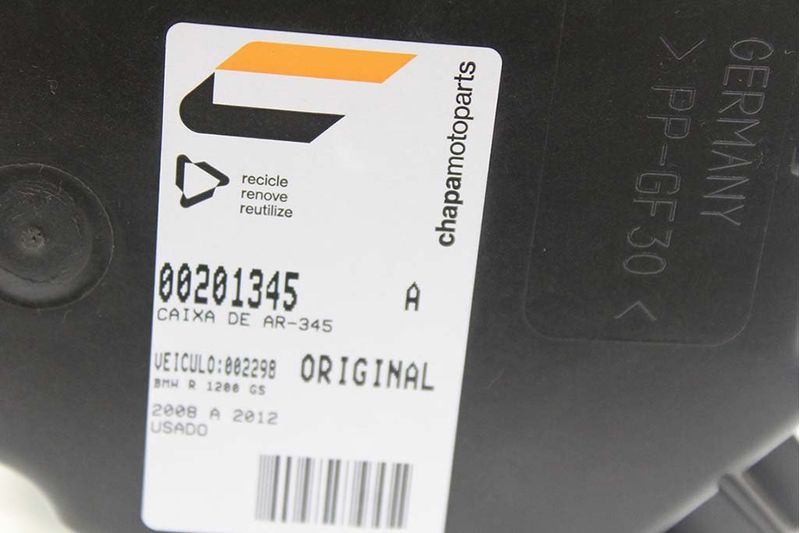 chapamotoparts
recicle
renove
reutilize
00201345 A
CAIXA DE AR-345
VEICULO:002298 ORIGINAL
BMW R 1200 GS
2008 A 2012
USADO
GERMANY
> PP-GF30 <